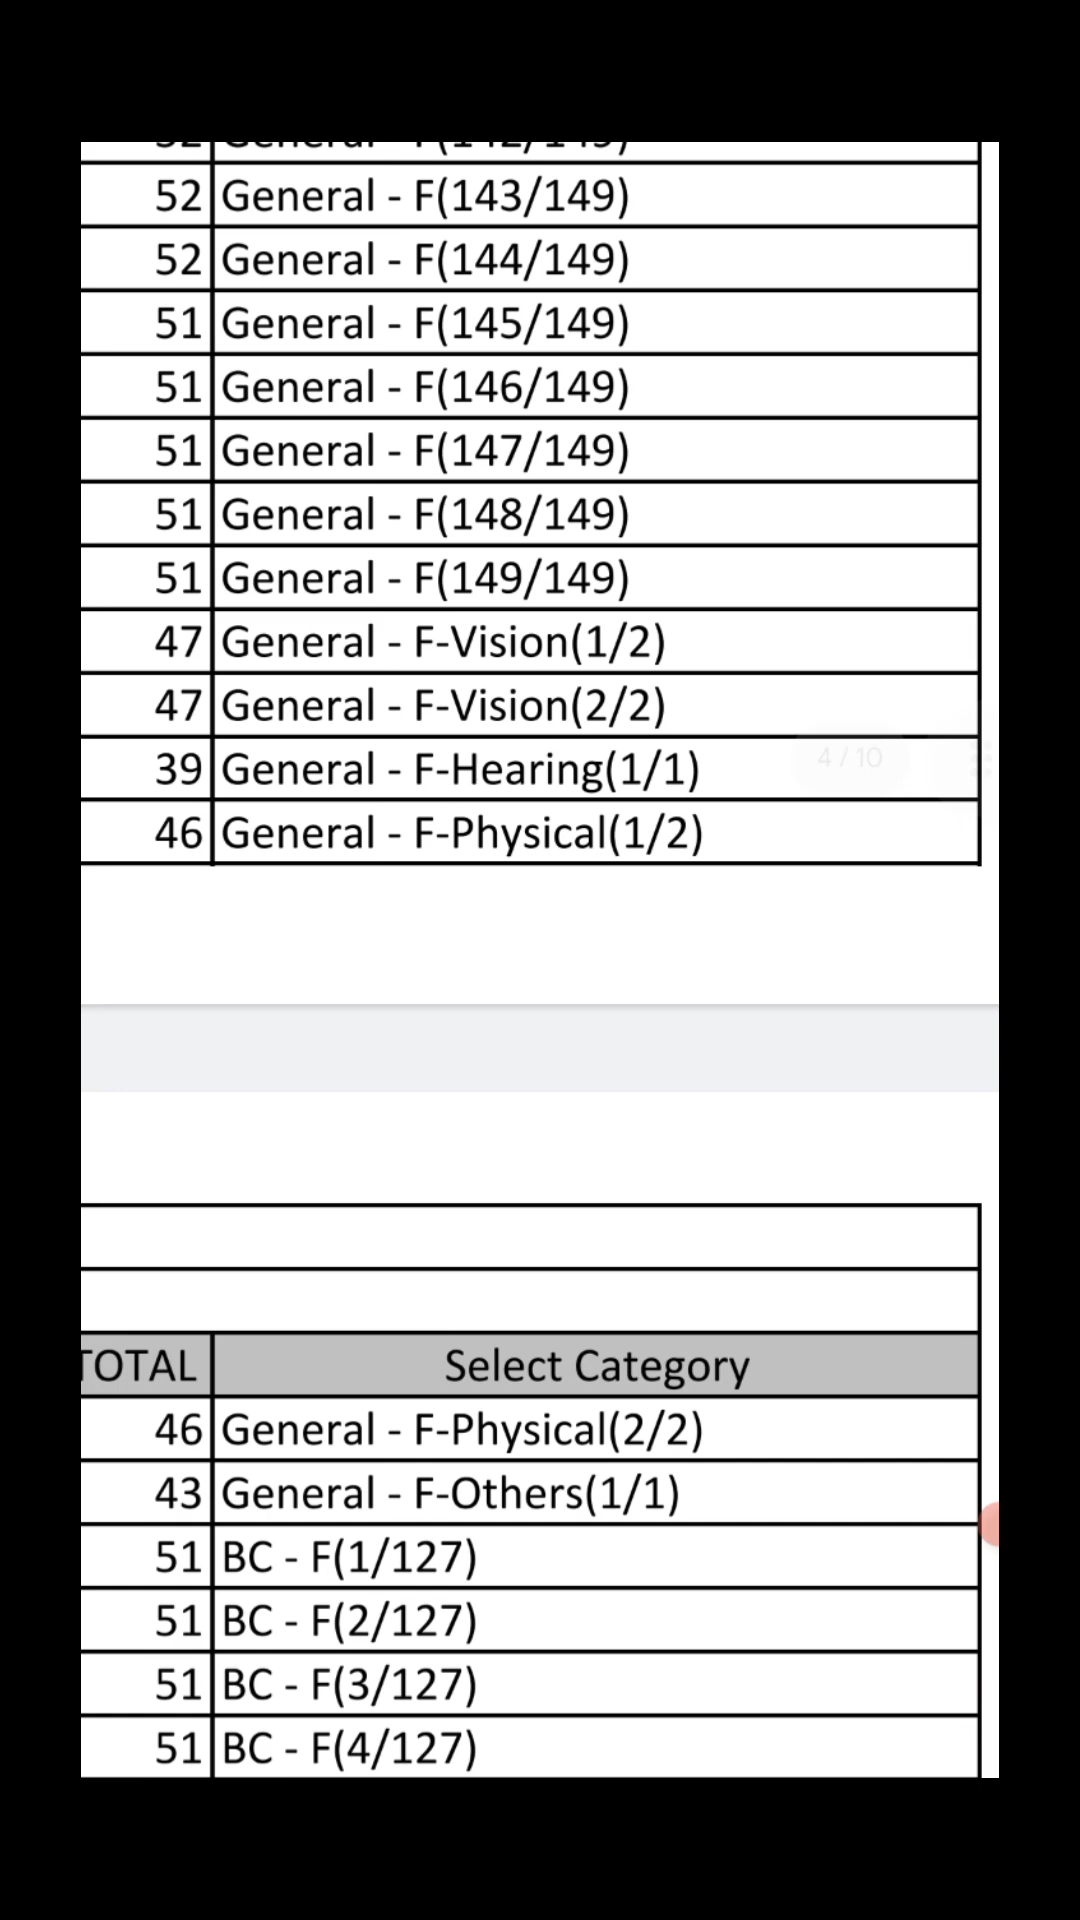 52 General - F(143/149)
52 General - F(144/149)
51 General - F(145/149)
51 General - F(146/149)
51 General - F(147/149)
51 General - F(148/149)
51 General - F(149/149)
47 General - F-Vision(1/2)
47 General - F-Vision(2/2)
39 General - F-Hearing(1/1)
4 / 10
46 General - F-Physical(1/2)
TOTAL Select Category
46 General - F-Physical(2/2)
43 General - F-Others(1/1)
51 BC - F(1/127)
51 BC - F(2/127)
51 BC - F(3/127)
51 BC - F(4/127)